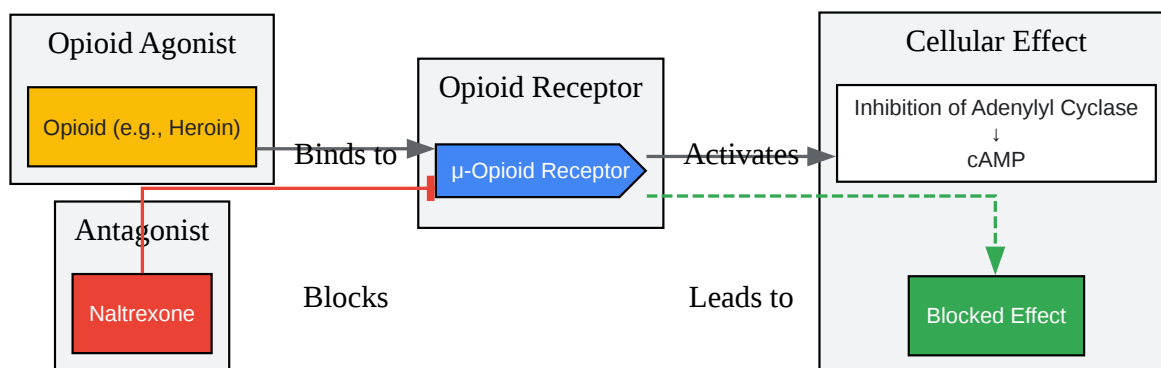 Opioid Agonist
Opioid (e.g., Heroin)
Binds to
Opioid Receptor
μ-Opioid Receptor
Activates
Cellular Effect
Inhibition of Adenylyl Cyclase
↓
cAMP
Antagonist
Naltrexone
Blocks
Leads to
Blocked Effect